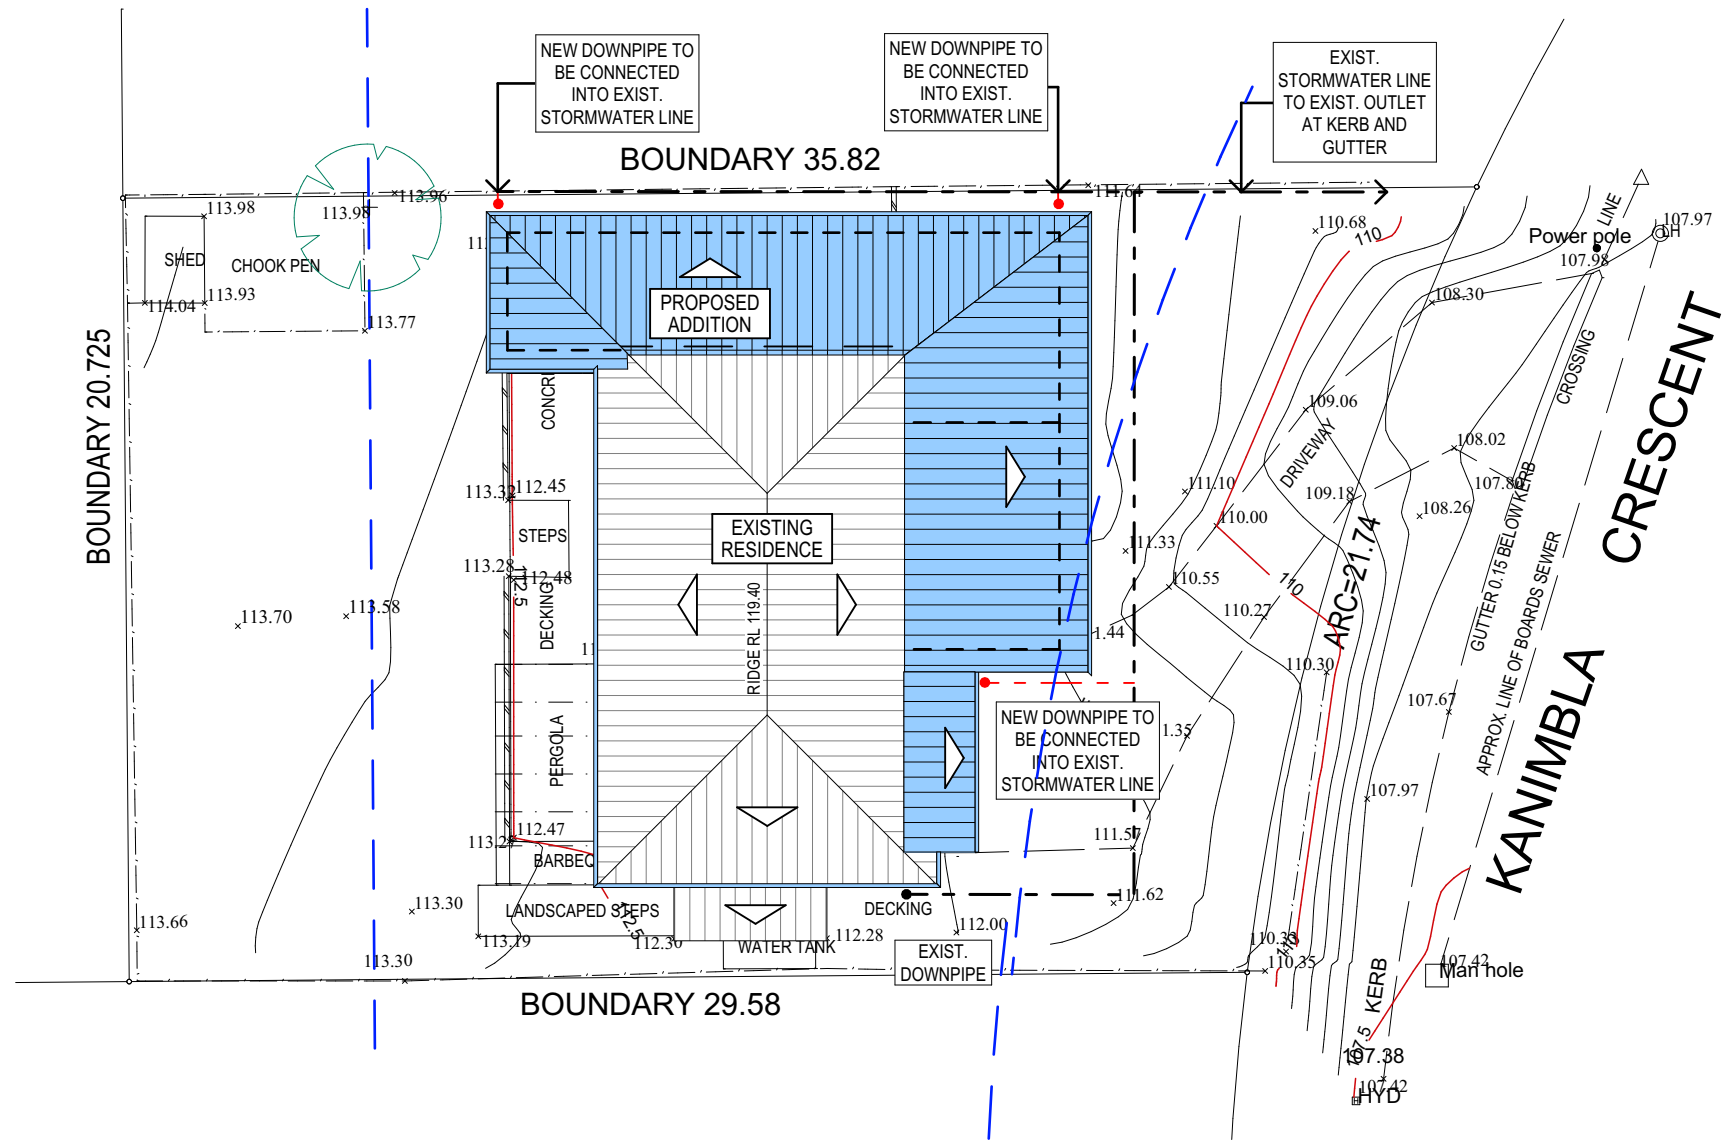 NEW DOWNPIPE TO
BE CONNECTED
INTO EXIST.
STORMWATER LINE
NEW DOWNPIPE TO
BE CONNECTED
INTO EXIST.
STORMWATER LINE
EXIST.
STORMWATER LINE
TO EXIST. OUTLET
AT KERB AND
GUTTER
BOUNDARY 35.82
113.96
111.64
113.98
113.98
110.68
110
LINE
107.97
LH
Power pole
107.98
SHED
CHOOK PEN
114.04
113.93
113.77
108.30
PROPOSED
ADDITION
BOUNDARY 20.725
CROSSING
CRESCENT
109.06
DRIVEWAY
108.02
113.32
112.45
111.10
109.18
108.26
110.00
STEPS
EXISTING
RESIDENCE
111.33
GUTTER 0.15 BELOW KERB
ARC=21.74
113.28
112.48
112.5
110.55
110
DECKING
RIDGE RL 119.40
113.70
113.58
110.27
APPROX. LINE OF BOARDS SEWER
110.30
PERGOLA
NEW DOWNPIPE TO
BE CONNECTED
INTO EXIST.
STORMWATER LINE
107.67
KANIMBLA
107.97
112.47
111.57
113.30
LANDSCAPED STEPS
112.5
DECKING
111.62
113.66
113.19
112.30
WATER TANK
112.28
112.00
EXIST.
DOWNPIPE
110.33
110
110.35
113.30
107.42
Man hole
BOUNDARY 29.58
KERB
107.5
107.38
107.42
HYD